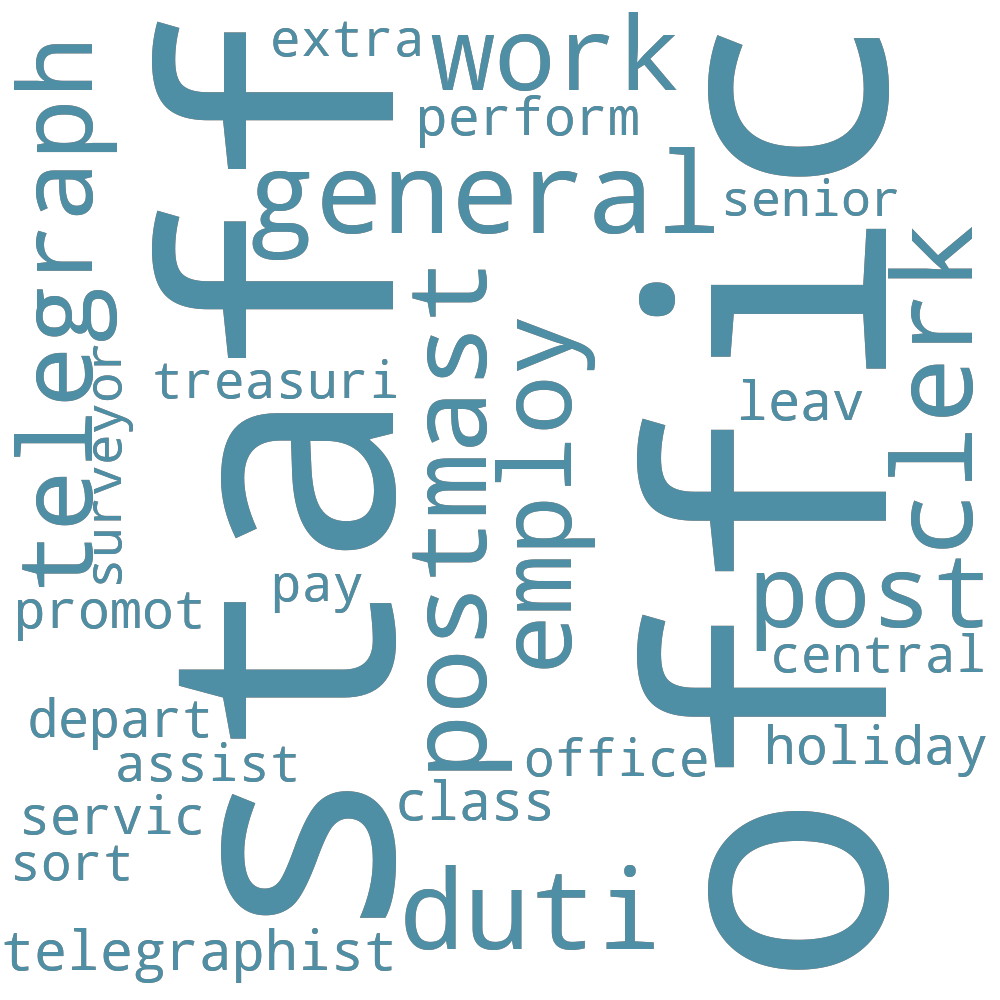 extra
work
perform
general
senior
telegraph
staff
offic
clerk
postmast
employ
treasuri
surveyor
leav
pay
promot
post
central
depart
assist
office
holiday
class
servic
sort
duti
telegraphist